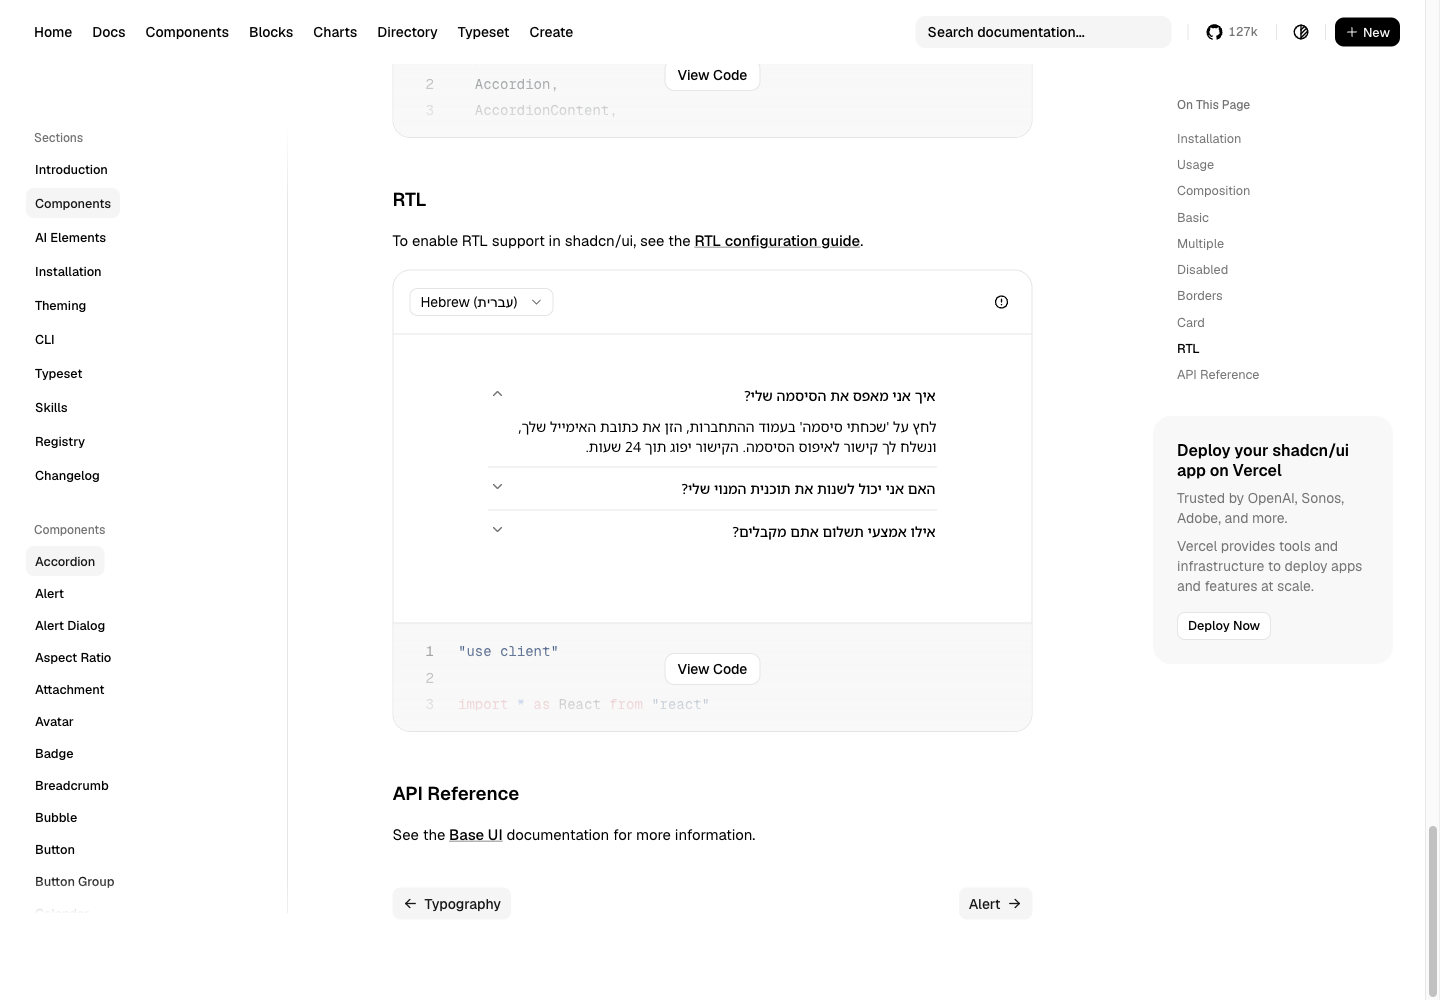 Home Docs Components Blocks Charts Directory Typeset Create
Search documentation...
127k
New
Sections
Introduction
Components
AI Elements
Installation
Theming
CLI
Typeset
Skills
Registry
Changelog
Components
Accordion
Alert
Alert Dialog
Aspect Ratio
Attachment
Avatar
Badge
Breadcrumb
Bubble
Button
Button Group
2 Accordion,
3 AccordionContent,
View Code
RTL
To enable RTL support in shadcn/ui, see the RTL configuration guide.
Hebrew (עברית)
איך אני מאפס את הסיסמה שלי?
לחץ על 'שכחתי סיסמה' בעמוד ההתחברות, הזן את כתובת האימייל שלך,
ונשלח לך קישור לאיפוס הסיסמה. הקישור יפוג תוך 24 שעות.
האם אני יכול לשנות את תוכנית המנוי שלי?
אילו אמצעי תשלום אתם מקבלים?
1 "use client"
2
3 import * as React from "react"
View Code
API Reference
See the Base UI documentation for more information.
Typography
Alert
On This Page
Installation
Usage
Composition
Basic
Multiple
Disabled
Borders
Card
RTL
API Reference
Deploy your shadcn/ui
app on Vercel
Trusted by OpenAI, Sonos,
Adobe, and more.
Vercel provides tools and
infrastructure to deploy apps
and features at scale.
Deploy Now